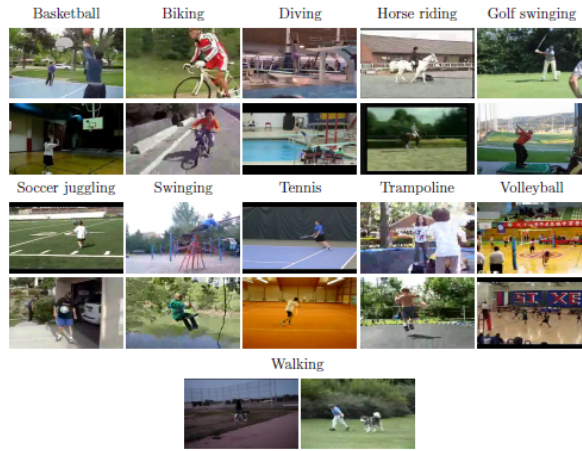 Basketball Biking Diving Horse riding Golf swinging
Soccer juggling Swinging Tennis Trampoline Volleyball
Walking